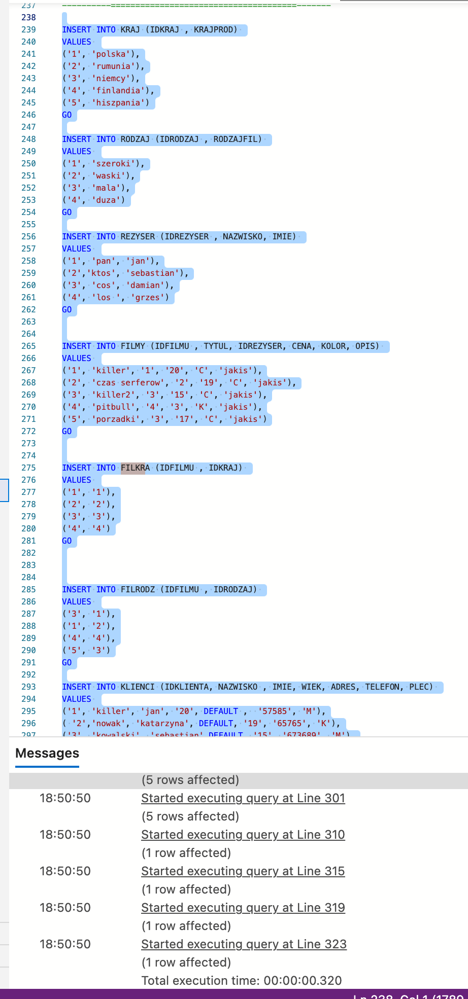 237 ----------======================================-------
238
239 INSERT INTO KRAJ (IDKRAJ , KRAJPROD)
240 VALUES
241 ('1', 'polska'),
242 ('2', 'rumunia'),
243 ('3', 'niemcy'),
244 ('4', 'finlandia'),
245 ('5', 'hiszpania')
246 GO
247
248 INSERT INTO RODZAJ (IDRODZAJ , RODZAJFIL)
249 VALUES
250 ('1', 'szeroki'),
251 ('2', 'waski'),
252 ('3', 'mala'),
253 ('4', 'duza')
254 GO
255
256 INSERT INTO REZYSER (IDREZYSER , NAZWISKO, IMIE)
257 VALUES
258 ('1', 'pan', 'jan'),
259 ('2','ktos', 'sebastian'),
260 ('3', 'cos', 'damian'),
261 ('4', 'los ', 'grzes')
262 GO
263
264
265 INSERT INTO FILMY (IDFILMU , TYTUL, IDREZYSER, CENA, KOLOR, OPIS)
266 VALUES
267 ('1', 'killer', '1', '20', 'C', 'jakis'),
268 ('2', 'czas serferow', '2', '19', 'C', 'jakis'),
269 ('3', 'killer2', '3', '15', 'C', 'jakis'),
270 ('4', 'pitbull', '4', '3', 'K', 'jakis'),
271 ('5', 'porzadki', '3', '17', 'C', 'jakis')
272 GO
273
274
275 INSERT INTO FILKRA (IDFILMU , IDKRAJ)
276 VALUES
277 ('1', '1'),
278 ('2', '2'),
279 ('3', '3'),
280 ('4', '4')
281 GO
282
283
284
285 INSERT INTO FILRODZ (IDFILMU , IDRODZAJ)
286 VALUES
287 ('3', '1'),
288 ('1', '2'),
289 ('4', '4'),
290 ('5', '3')
291 GO
292
293 INSERT INTO KLIENCI (IDKLIENTA, NAZWISKO , IMIE, WIEK, ADRES, TELEFON, PLEC)
294 VALUES
295 ('1', 'killer', 'jan', '20', DEFAULT , '57585', 'M'),
296 ( '2','nowak', 'katarzyna', DEFAULT, '19', '65765', 'K'),
297 ('3', 'kowalski', 'sebastian',DEFAULT, '15', '673689', 'M'),
Messages
(5 rows affected)
18:50:50 Started executing query at Line 301
(5 rows affected)
18:50:50 Started executing query at Line 310
(1 row affected)
18:50:50 Started executing query at Line 315
(1 row affected)
18:50:50 Started executing query at Line 319
(1 row affected)
18:50:50 Started executing query at Line 323
(1 row affected)
Total execution time: 00:00:00.320
Ln 238, Col 1 (1789